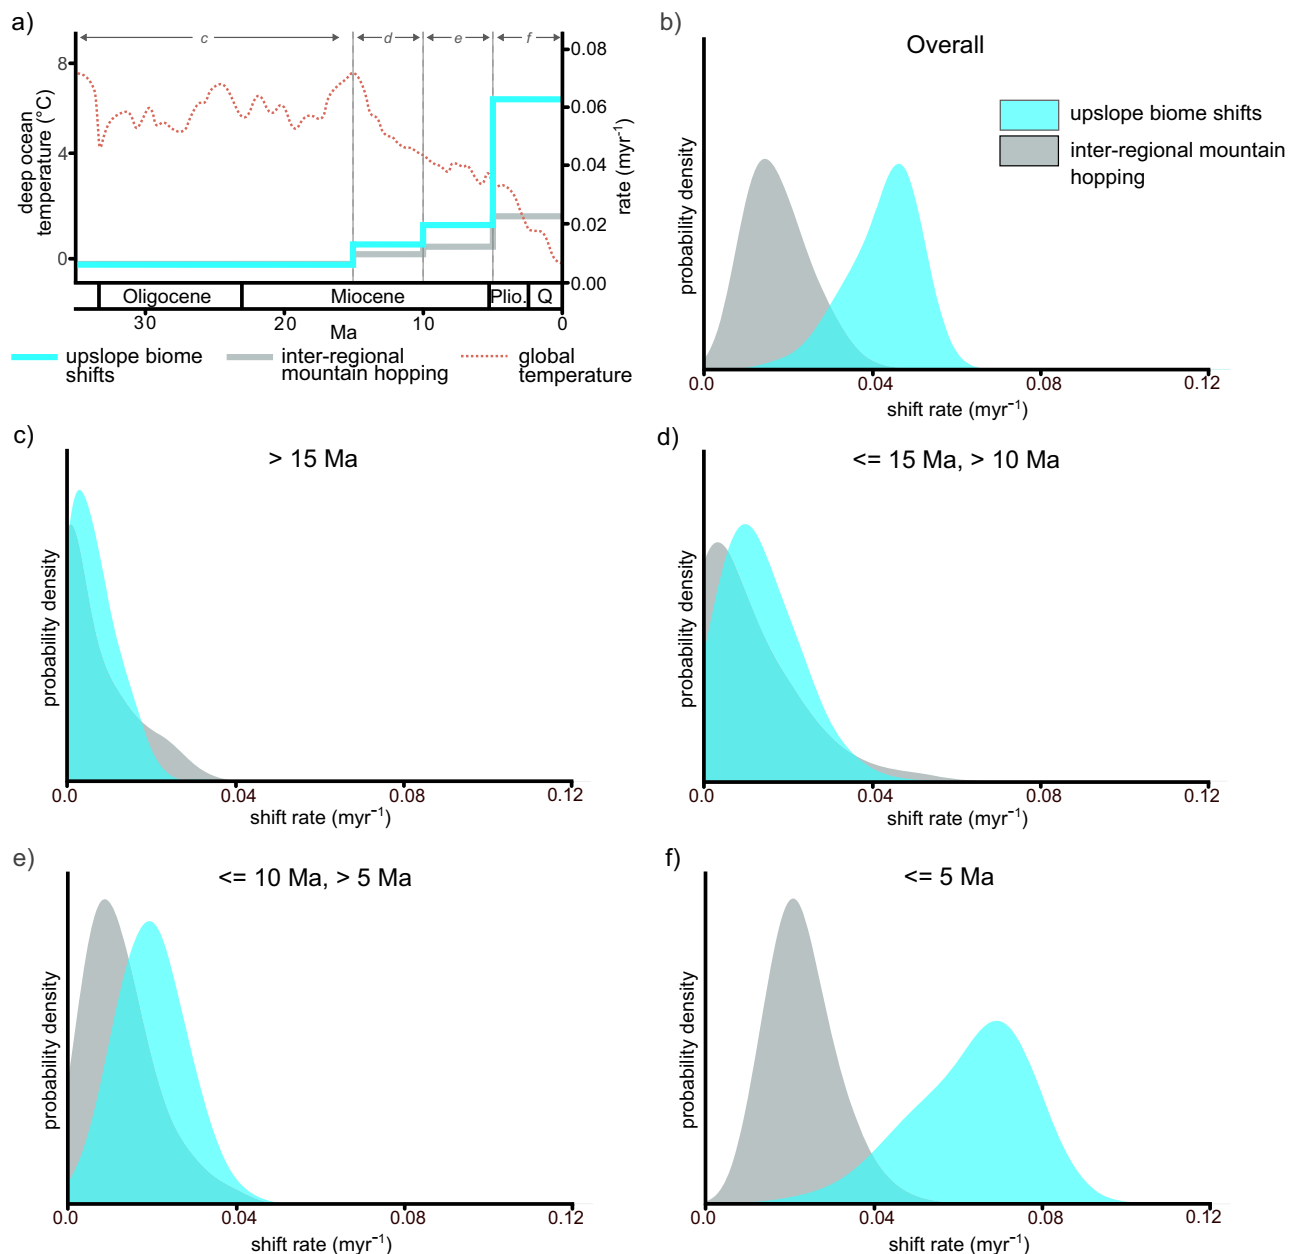 a)
c
d
e
f
8
4
0
deep ocean
temperature (°C)
0.08
0.06
0.04
0.02
0.00
rate (myr⁻¹)
Oligocene
Miocene
Plio.
Q
30
20
10
0
Ma
upslope biome
shifts
inter-regional
mountain hopping
global
temperature
b)
Overall
upslope biome shifts
inter-regional mountain
hopping
probability density
0.0
0.04
0.08
0.12
shift rate (myr⁻¹)
c)
> 15 Ma
probability density
0.0
0.04
0.08
0.12
shift rate (myr⁻¹)
d)
<= 15 Ma, > 10 Ma
probability density
0.0
0.04
0.08
0.12
shift rate (myr⁻¹)
e)
<= 10 Ma, > 5 Ma
probability density
0.0
0.04
0.08
0.12
shift rate (myr⁻¹)
f)
<= 5 Ma
probability density
0.0
0.04
0.08
0.12
shift rate (myr⁻¹)